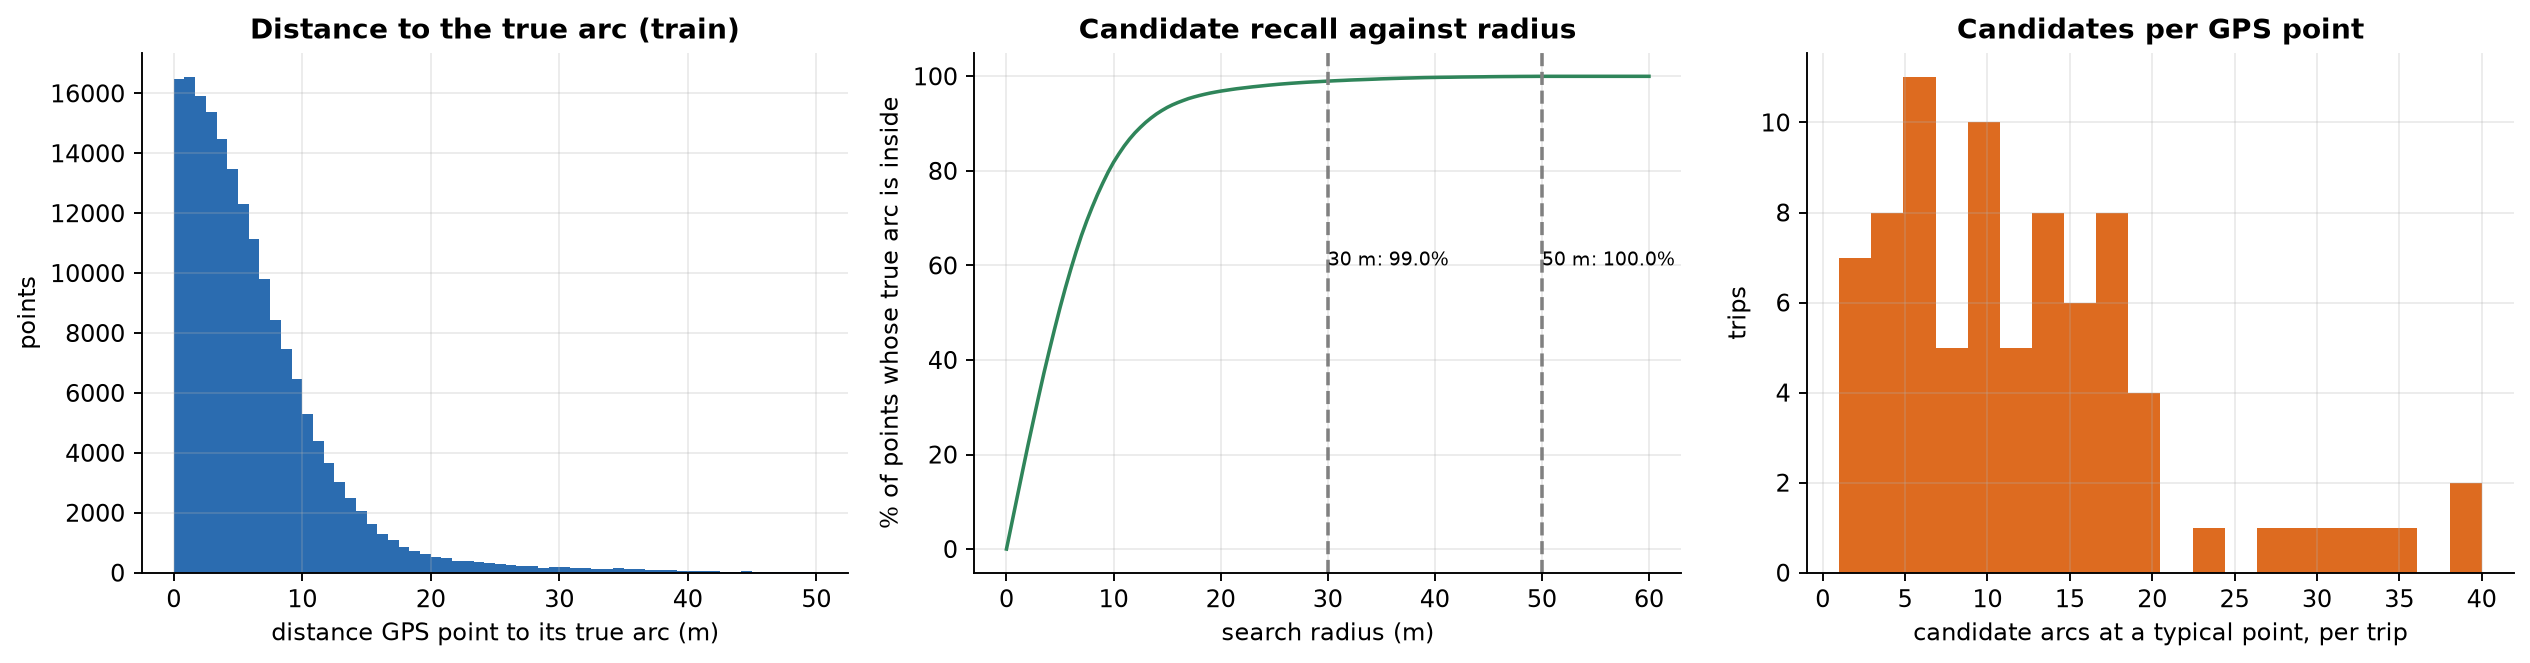 Distance to the true arc (train)
points
16000
14000
12000
10000
8000
6000
4000
2000
0
0 10 20 30 40 50
distance GPS point to its true arc (m)
Candidate recall against radius
% of points whose true arc is inside
100
80
60
40
20
0
30 m: 99.0%
50 m: 100.0%
0 10 20 30 40 50 60
search radius (m)
Candidates per GPS point
trips
10
8
6
4
2
0
0 5 10 15 20 25 30 35 40
candidate arcs at a typical point, per trip